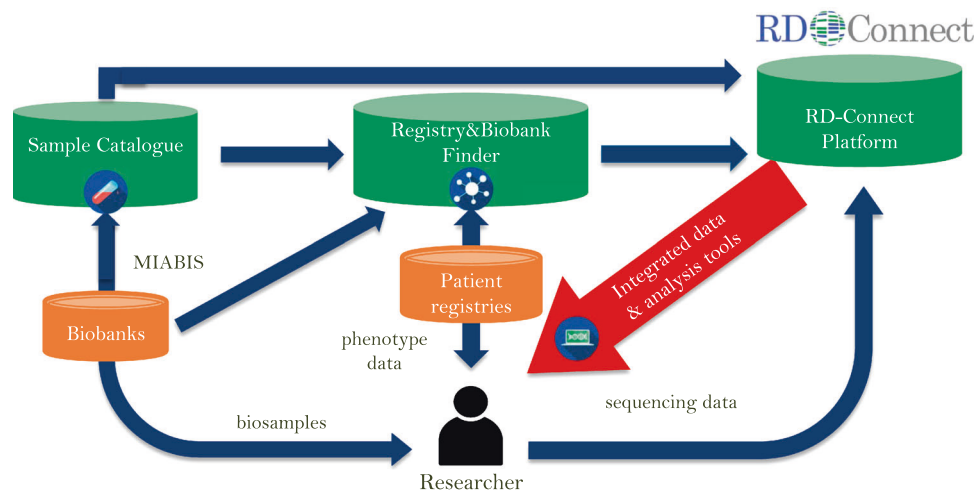 RD Connect
Sample Catalogue
Registry&Biobank
Finder
RD-Connect
Platform
MIABIS
Biobanks
Patient
registries
Integrated data
& analysis tools
phenotype
data
biosamples
sequencing data
Researcher